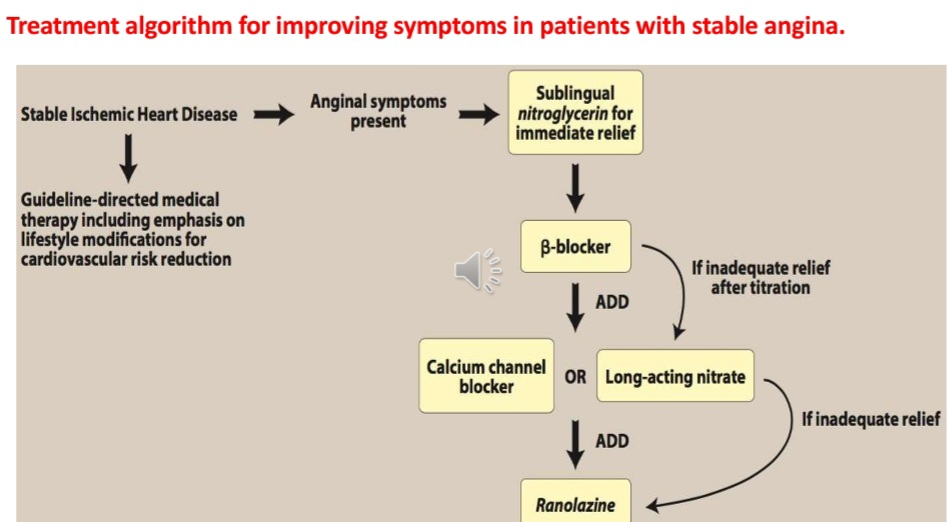 Treatment algorithm for improving symptoms in patients with stable angina.
Stable Ischemic Heart Disease
Anginal symptoms
present
Sublingual
nitroglycerin for
immediate relief
Guideline-directed medical
therapy including emphasis on
lifestyle modifications for
cardiovascular risk reduction
β-blocker
If inadequate relief
after titration
ADD
Calcium channel
blocker
OR
Long-acting nitrate
If inadequate relief
ADD
Ranolazine